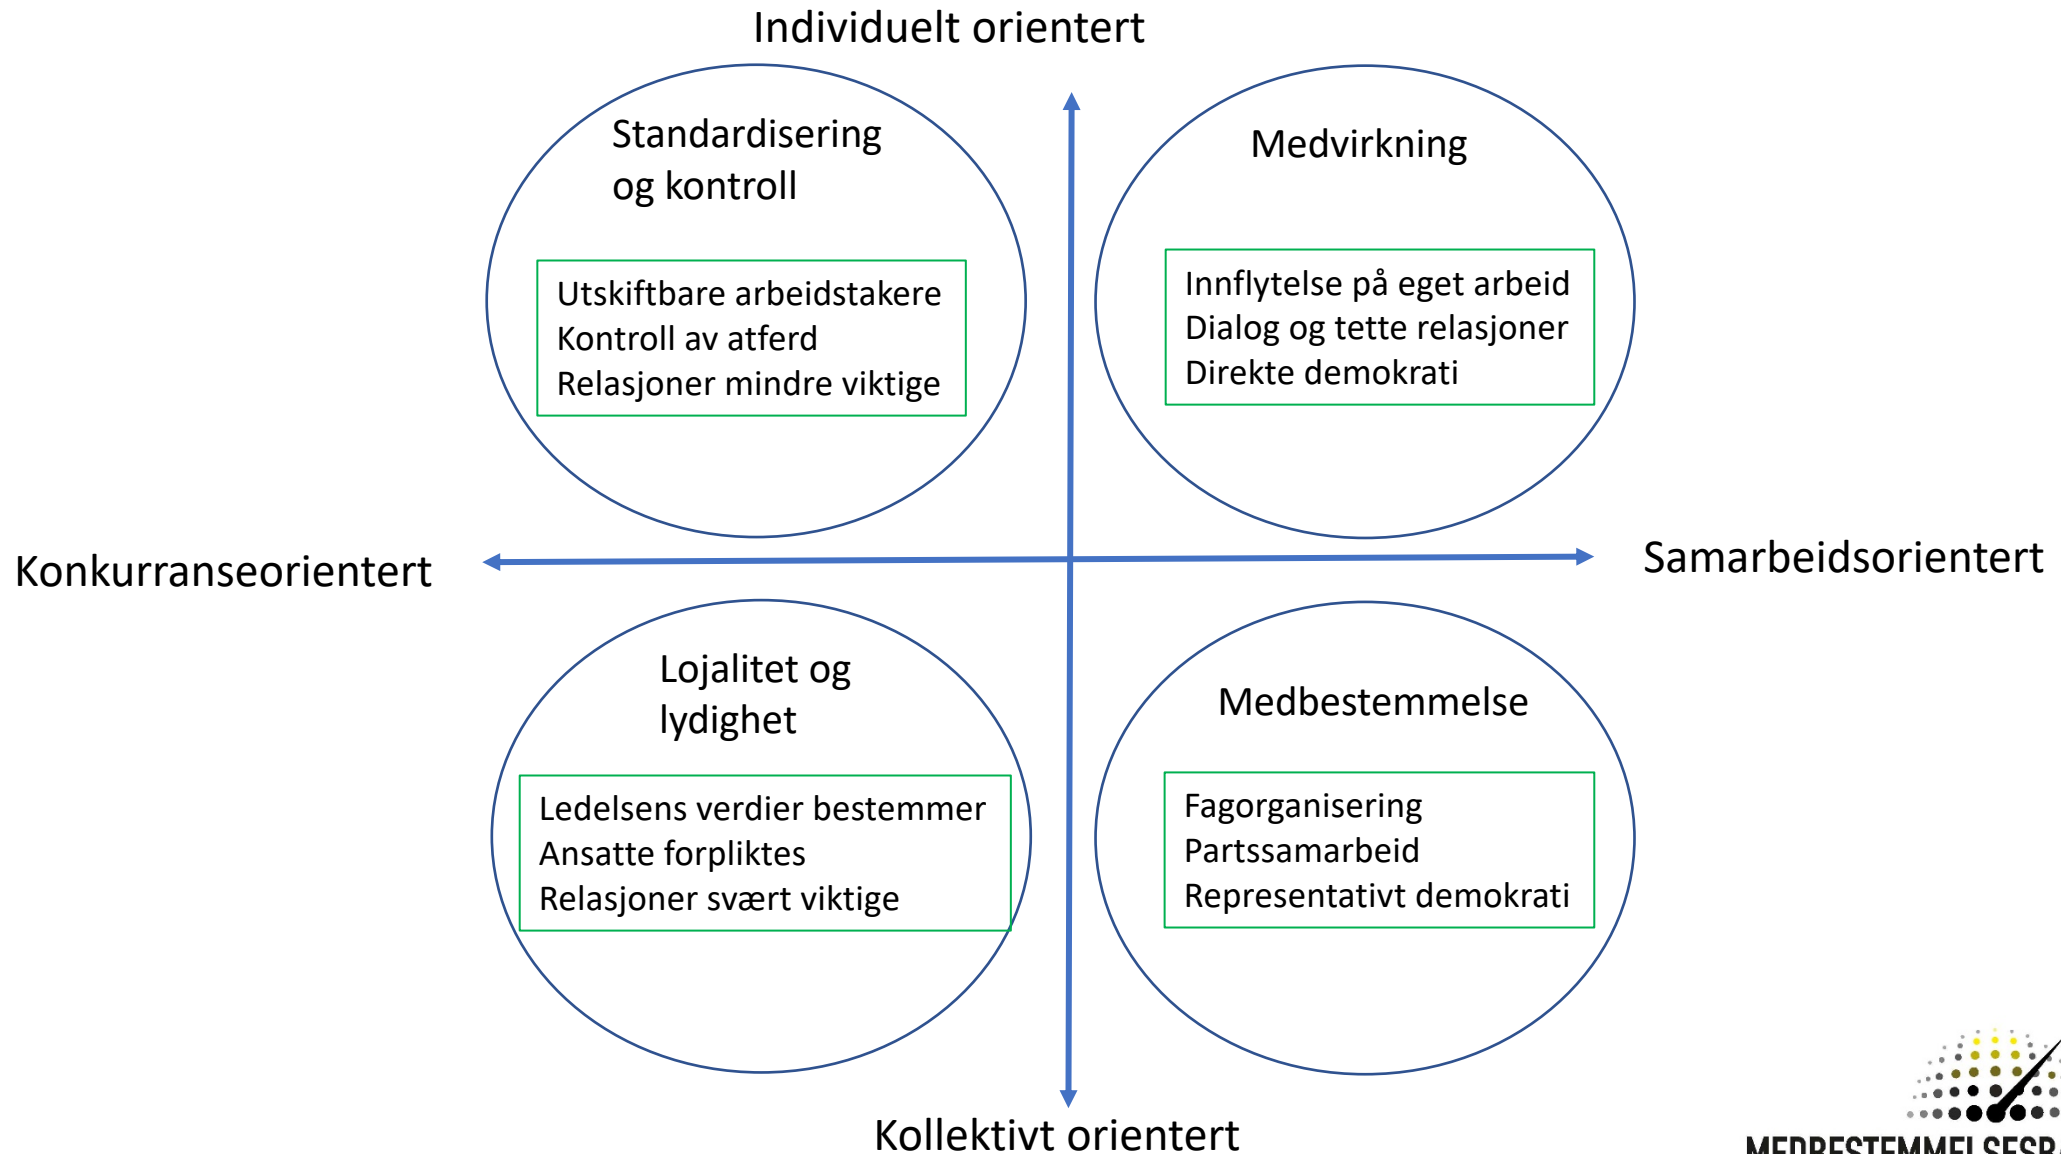 Individuelt orientert
Standardisering
og kontroll
Utskiftbare arbeidstakere
Kontroll av atferd
Relasjoner mindre viktige
Medvirkning
Innflytelse på eget arbeid
Dialog og tette relasjoner
Direkte demokrati
Konkurranseorientert
Samarbeidsorientert
Lojalitet og
lydighet
Ledelsens verdier bestemmer
Ansatte forpliktes
Relasjoner svært viktige
Medbestemmelse
Fagorganisering
Partssamarbeid
Representativt demokrati
Kollektivt orientert